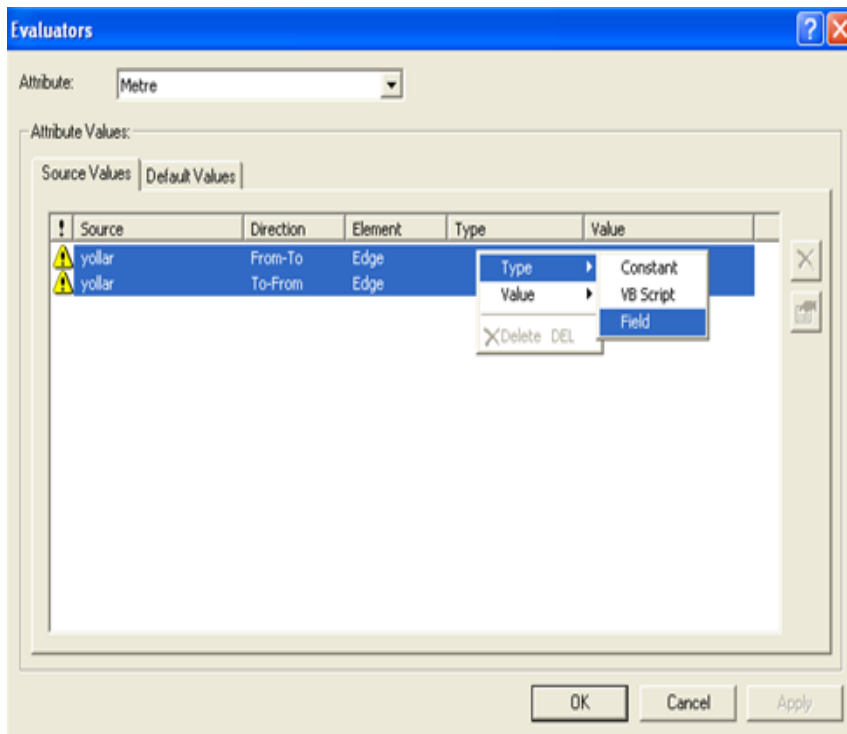 Evaluators
Attribute: Metre
Attribute Values:
Source Values Default Values
! Source Direction Element Type Value
yollar From-To Edge
yollar To-From Edge
Type Constant
Value VB Script
Field
Delete DEL
OK Cancel Apply